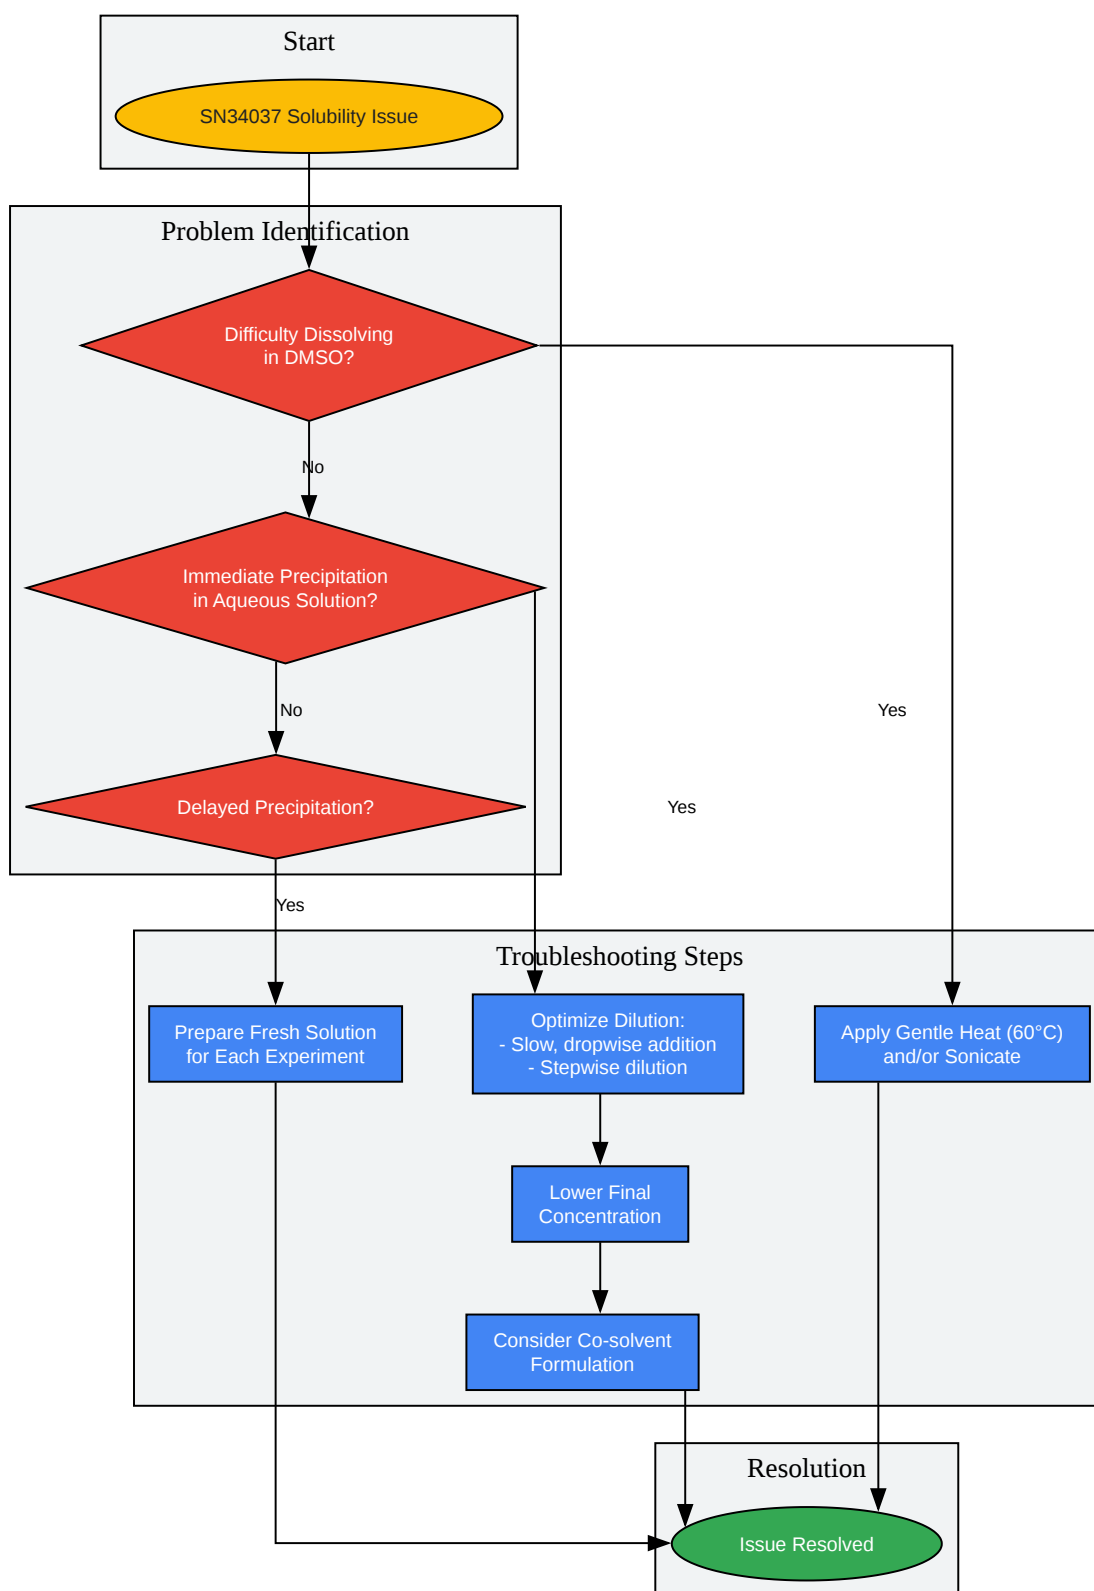 Start
SN34037 Solubility Issue
Problem Identification
Difficulty Dissolving
in DMSO?
No
Immediate Precipitation
in Aqueous Solution?
No
Yes
Delayed Precipitation?
Yes
Yes
Troubleshooting Steps
Prepare Fresh Solution
for Each Experiment
Optimize Dilution:
- Slow, dropwise addition
- Stepwise dilution
Apply Gentle Heat (60°C)
and/or Sonicate
Lower Final
Concentration
Consider Co-solvent
Formulation
Resolution
Issue Resolved